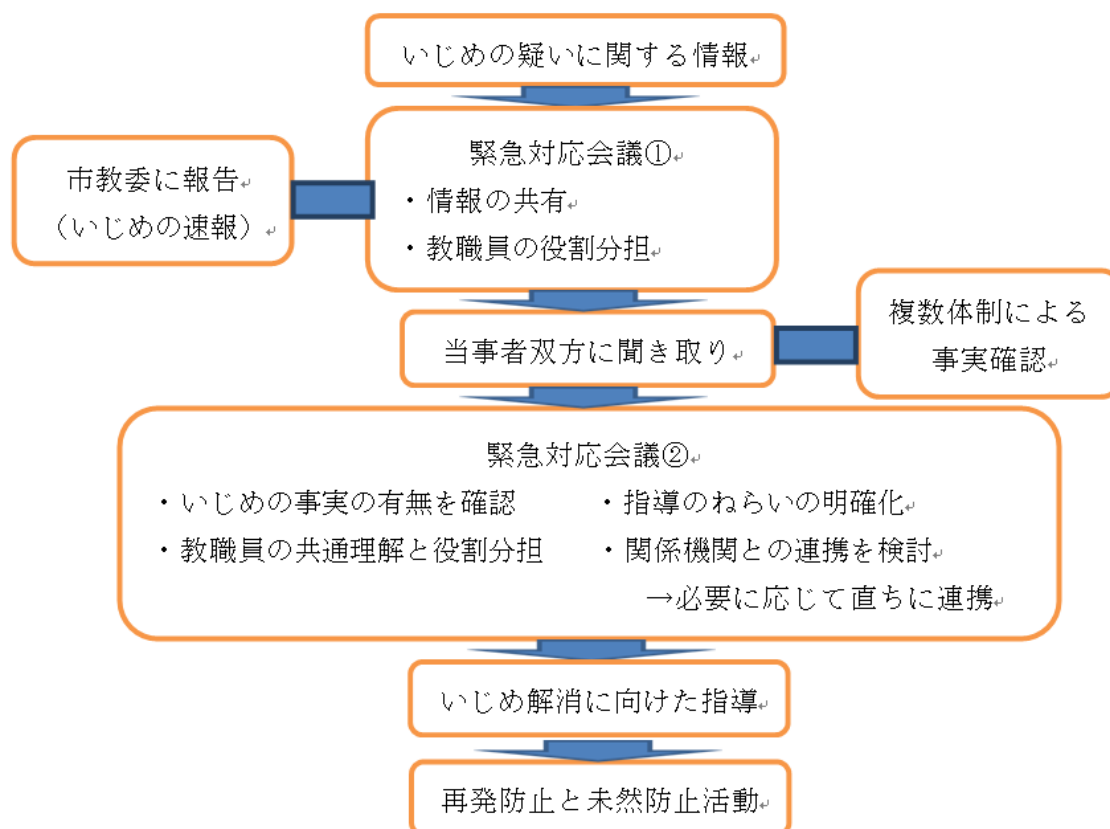 いじめの疑いに関する情報
緊急対応会議①
・情報の共有
・教職員の役割分担
市教委に報告
（いじめの速報）
当事者双方に聞き取り
複数体制による
事実確認
緊急対応会議②
・いじめの事実の有無を確認
・教職員の共通理解と役割分担
・指導のねらいの明確化
・関係機関との連携を検討
→必要に応じて直ちに連携
いじめ解消に向けた指導
再発防止と未然防止活動